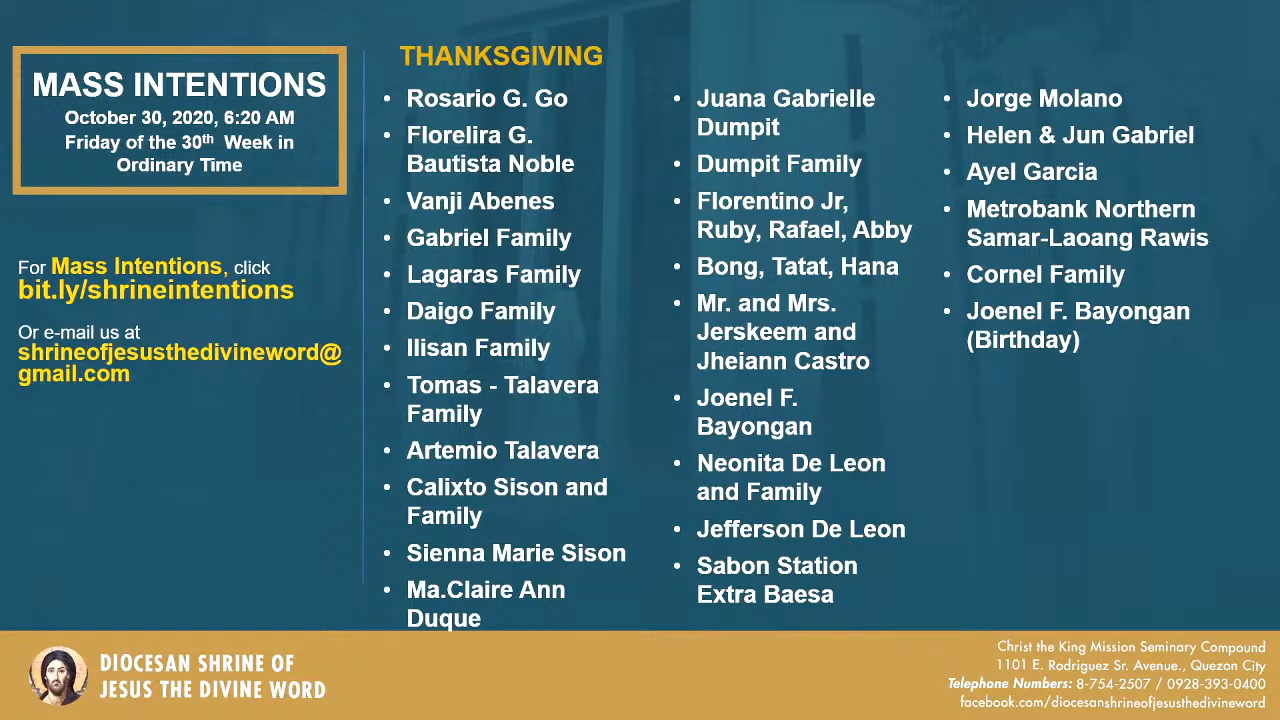 MASS INTENTIONS
October 30, 2020, 6:20 AM
Friday of the 30th Week in
Ordinary Time
For Mass Intentions, click
bit.ly/shrineintentions
Or e-mail us at
shrineofjesusthedivineword@
gmail.com
THANKSGIVING
• Rosario G. Go
• Florelira G.
Bautista Noble
• Vanji Abenes
• Gabriel Family
• Lagaras Family
• Daigo Family
• Ilisan Family
• Tomas - Talavera
Family
• Artemio Talavera
• Calixto Sison and
Family
• Sienna Marie Sison
• Ma.Claire Ann
Duque
• Juana Gabrielle
Dumpit
• Dumpit Family
• Florentino Jr,
Ruby, Rafael, Abby
• Bong, Tatat, Hana
• Mr. and Mrs.
Jerskeem and
Jheiann Castro
• Joenel F.
Bayongan
• Neonita De Leon
and Family
• Jefferson De Leon
• Sabon Station
Extra Baesa
• Jorge Molano
• Helen & Jun Gabriel
• Ayel Garcia
• Metrobank Northern
Samar-Laoang Rawis
• Cornel Family
• Joenel F. Bayongan
(Birthday)
DIOCESAN SHRINE OF
JESUS THE DIVINE WORD
Christ the King Mission Seminary Compound
1101 E. Rodriguez Sr. Avenue., Quezon City
Telephone Numbers: 8-754-2507 / 0928-393-0400
facebook.com/diocesanshrineofjesusthedivineword